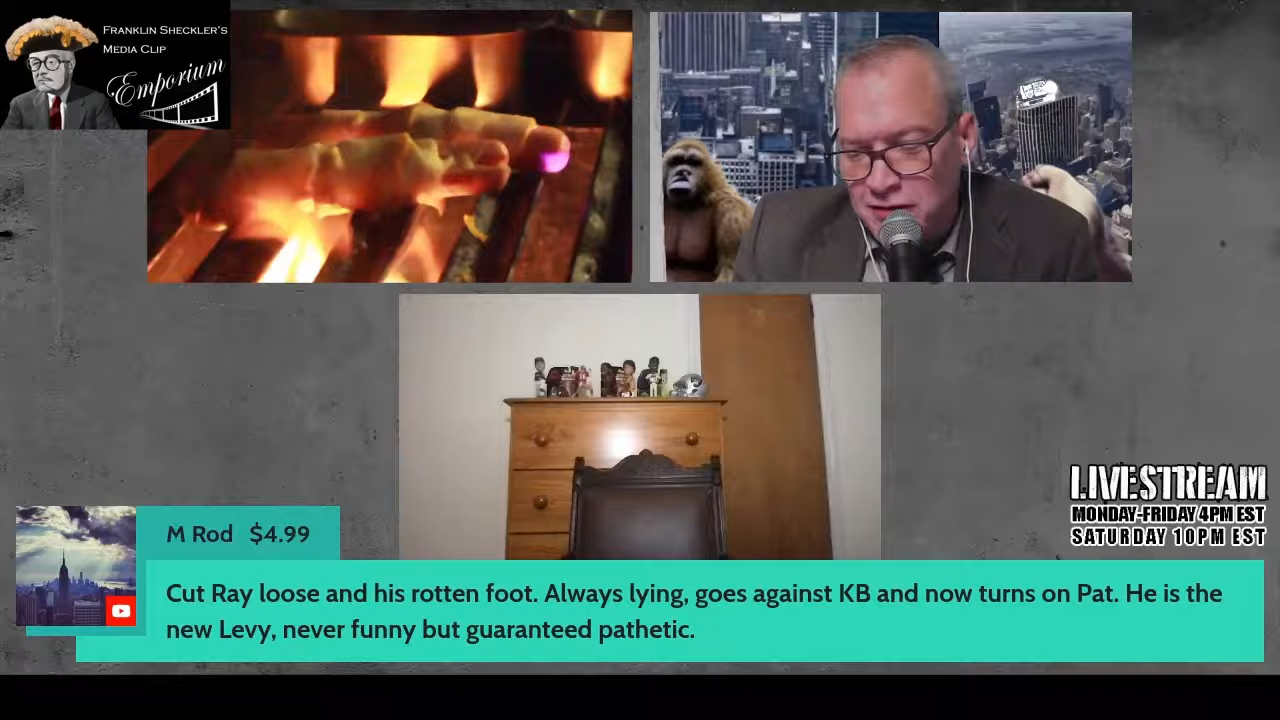 FRANKLIN SHECKLER'S
MEDIA CLIP
Emporium
LIVESTREAM
MONDAY-FRIDAY 4PM EST
SATURDAY 10PM EST
M Rod $4.99
Cut Ray loose and his rotten foot. Always lying, goes against KB and now turns on Pat. He is the
new Levy, never funny but guaranteed pathetic.